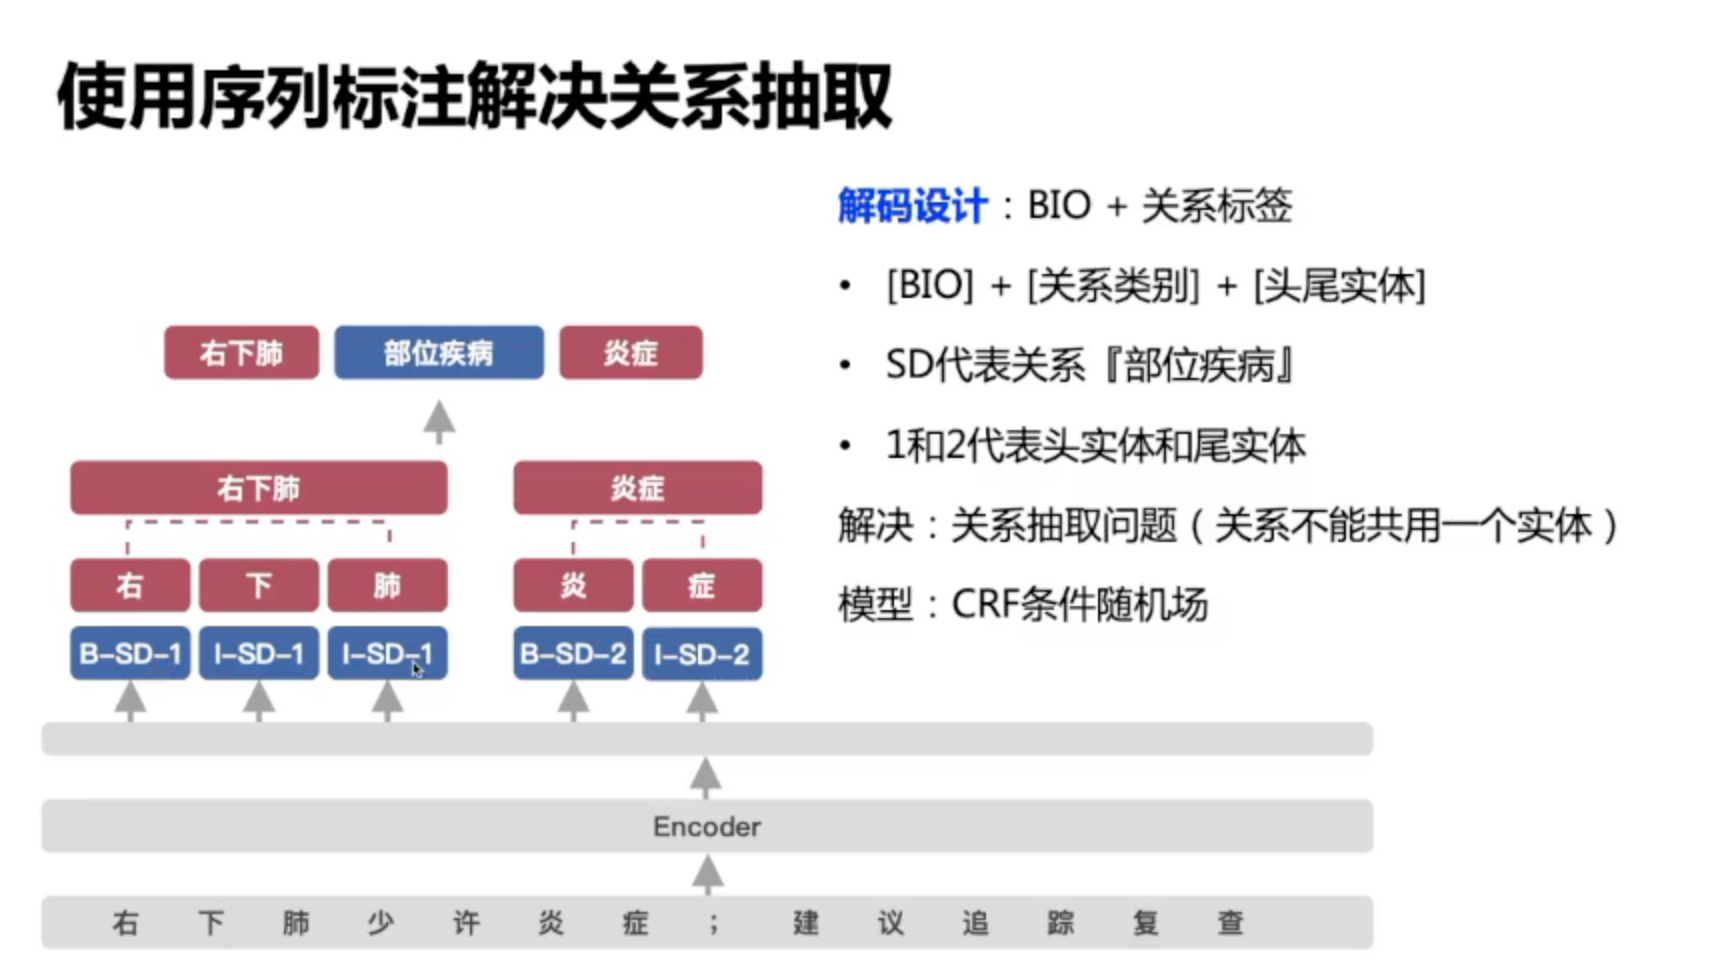 使用序列标注解决关系抽取
解码设计：BIO + 关系标签
• [BIO] + [关系类别] + [头尾实体]
• SD代表关系『部位疾病』
• 1和2代表头实体和尾实体
解决：关系抽取问题（关系不能共用一个实体）
模型：CRF条件随机场
右下肺 部位疾病 炎症
右下肺 炎症
右 下 肺 炎 症
B-SD-1 I-SD-1 I-SD-1 B-SD-2 I-SD-2
Encoder
右 下 肺 少 许 炎 症 ； 建 议 追 踪 复 查